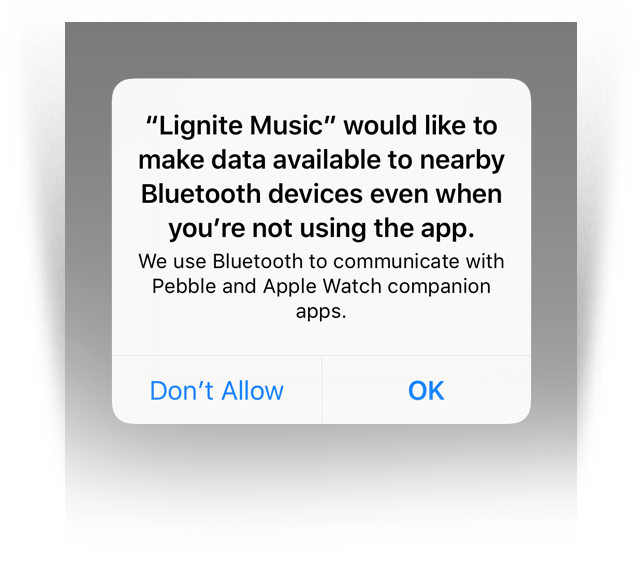 “Lignite Music” would like to
make data available to nearby
Bluetooth devices even when
you’re not using the app.
We use Bluetooth to communicate with
Pebble and Apple Watch companion
apps.
Don’t Allow
OK